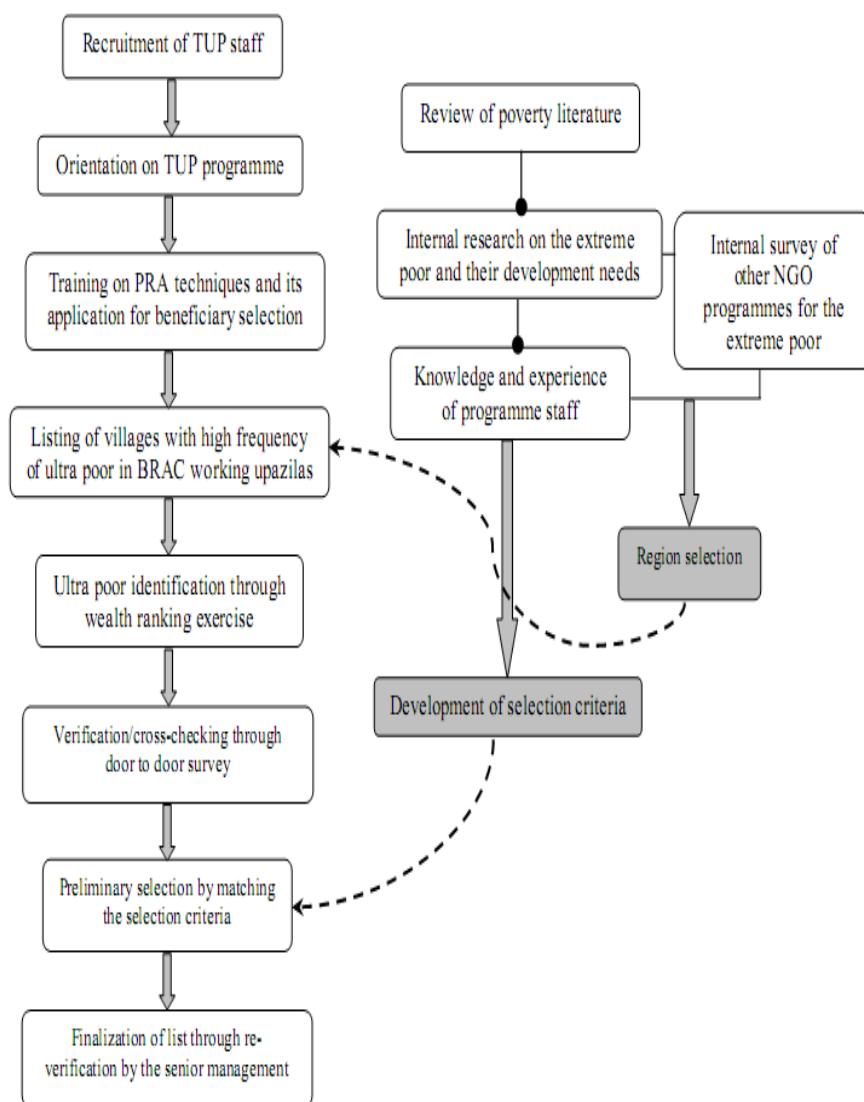 Recruitment of TUP staff
Orientation on TUP programme
Training on PRA techniques and its
application for beneficiary selection
Listing of villages with high frequency
of ultra poor in BRAC working upazilas
Ultra poor identification through
wealth ranking exercise
Verification/cross-checking through
door to door survey
Preliminary selection by matching
the selection criteria
Finalization of list through re-
verification by the senior management
Review of poverty literature
Internal research on the extreme
poor and their development needs
Internal survey of
other NGO
programmes for the
extreme poor
Knowledge and experience
of programme staff
Region selection
Development of selection criteria